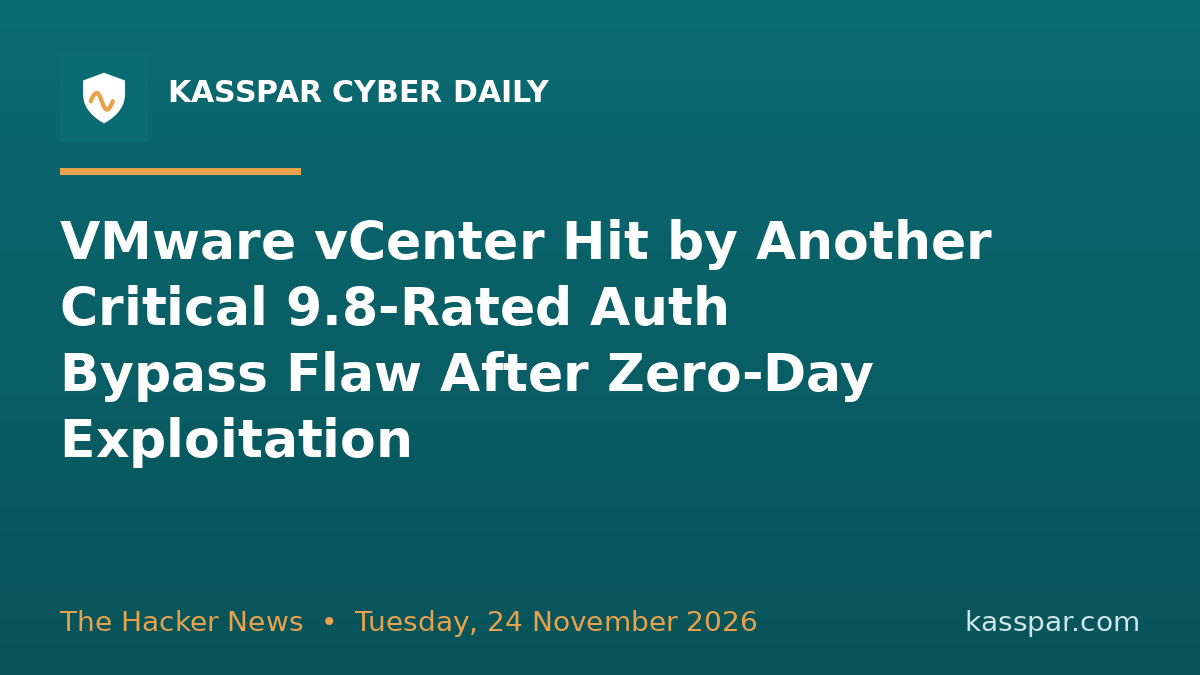 KASSPAR CYBER DAILY
VMware vCenter Hit by Another
Critical 9.8-Rated Auth
Bypass Flaw After Zero-Day
Exploitation
The Hacker News • Tuesday, 24 November 2026
kasspar.com